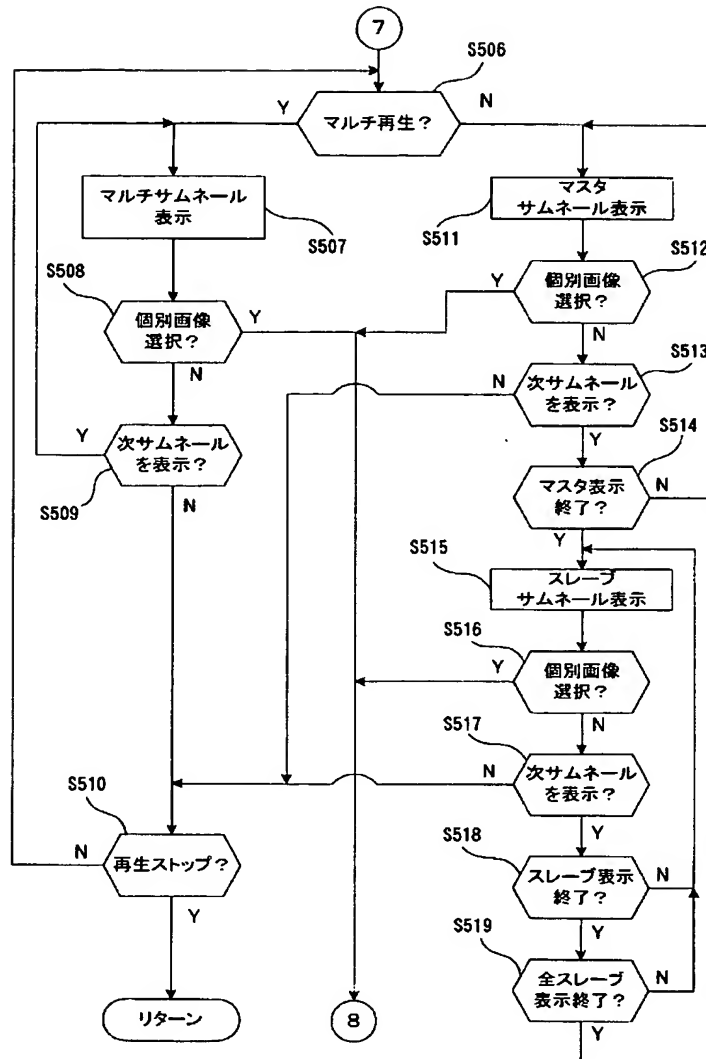 7
S506
Y
マルチ再生？
N
マルチサムネール
表示
S507
マスタ
サムネール表示
S511
S508
個別画像
選択？
Y
N
S512
Y
個別画像
選択？
N
S513
N
次サムネール
を表示？
Y
Y
次サムネール
を表示？
S509
N
S514
マスタ表示
終了？
N
Y
S515
スレーブ
サムネール表示
S516
Y
個別画像
選択？
N
S517
N
次サムネール
を表示？
Y
S510
N
再生ストップ？
Y
S518
スレーブ表示
終了？
N
Y
S519
全スレーブ
表示終了？
N
Y
リターン
8